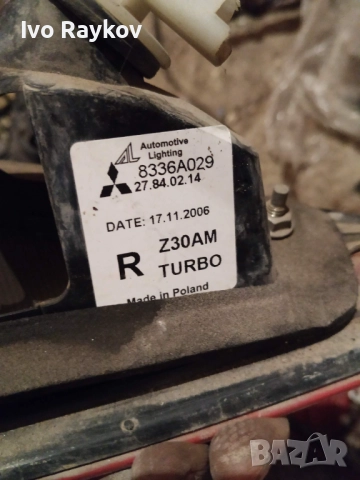 Ivo Raykov
AL Automotive
Lighting
8336A029
27.84.02.14
DATE: 17.11.2006
R Z30AM
TURBO
Made in Poland
BAZAR